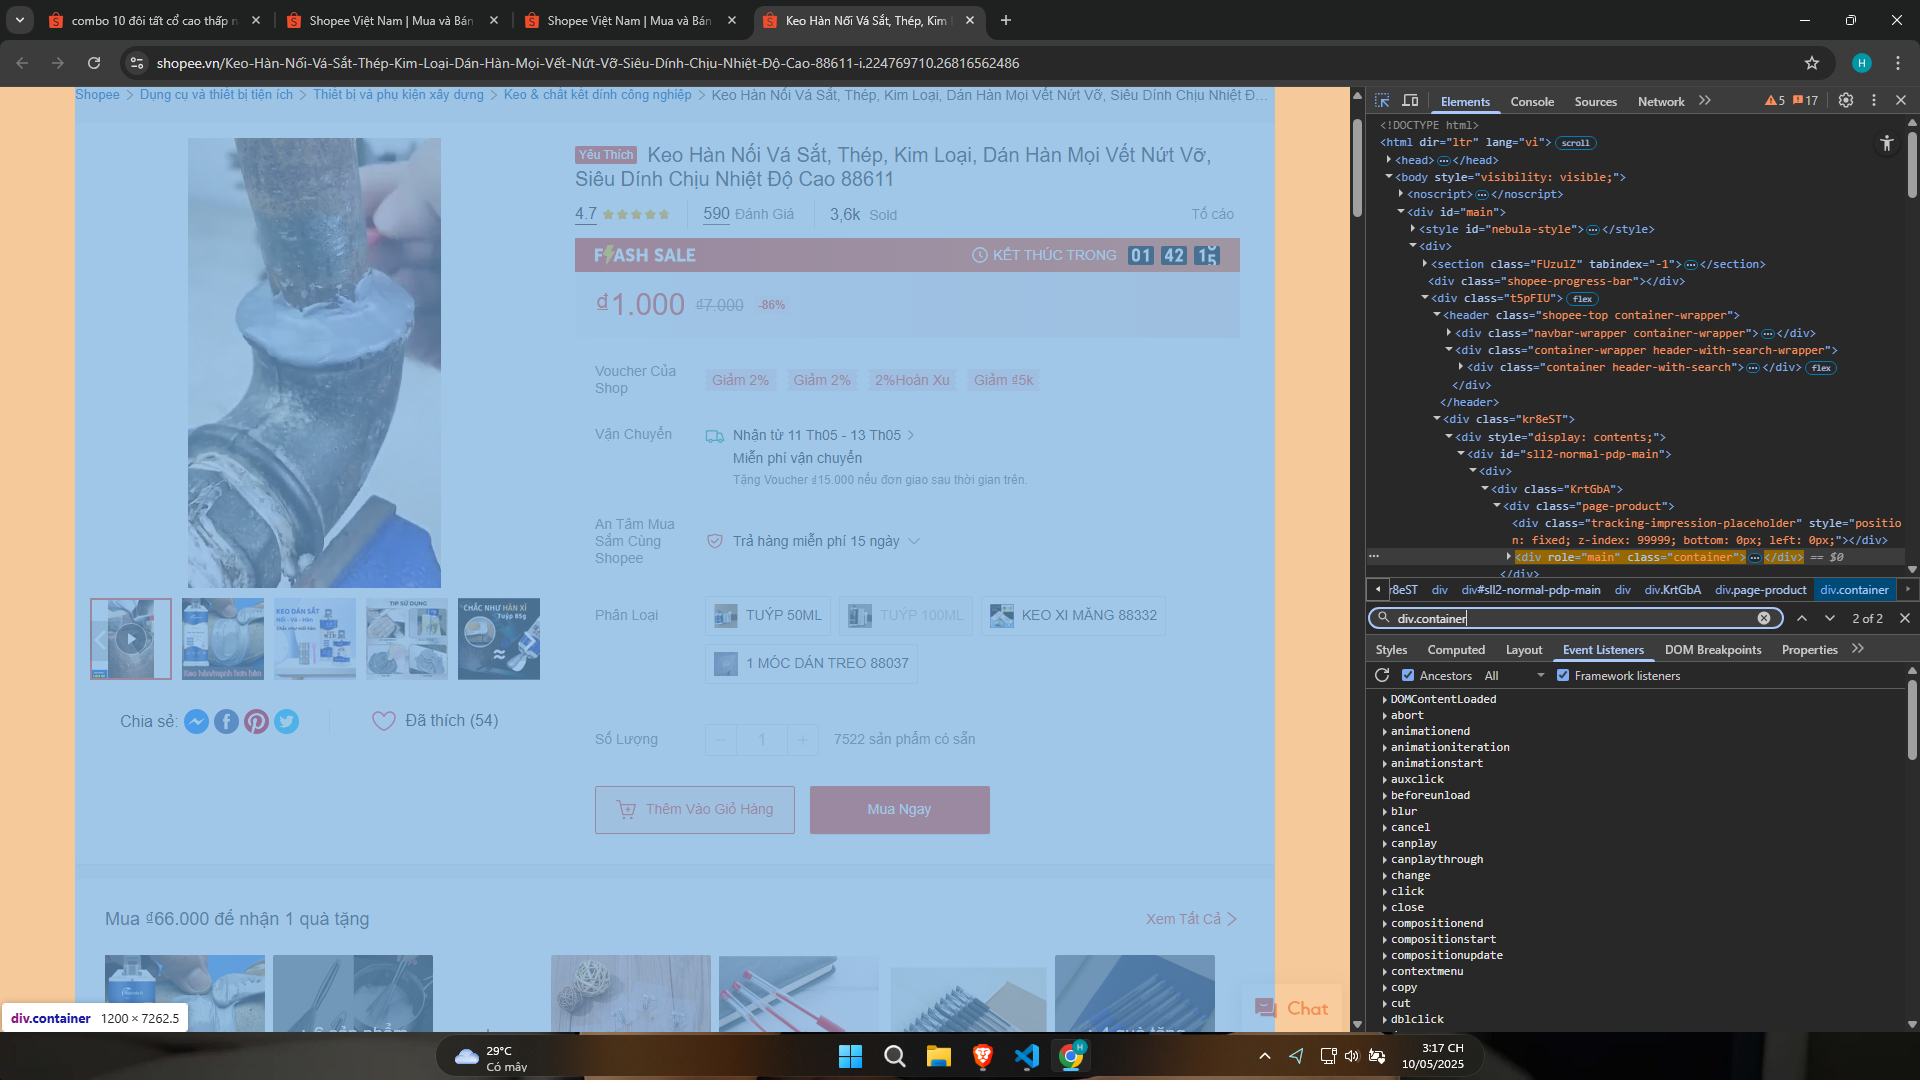 combo 10 đôi tất cổ cao thấp n
Shopee Việt Nam | Mua và Bán
Shopee Việt Nam | Mua và Bán
Keo Hàn Nối Vá Sắt, Thép, Kim
shopee.vn/Keo-Hàn-Nối-Vá-Sắt-Thép-Kim-Loại-Dán-Hàn-Mọi-Vết-Nứt-Vỡ-Siêu-Dính-Chịu-Nhiệt-Độ-Cao-88611-i.224769710.26816562486
H
Shopee > Dụng cụ và thiết bị tiện ích > Thiết bị và phụ kiện xây dựng > Keo & chất kết dính công nghiệp > Keo Hàn Nối Vá Sắt, Thép, Kim Loại, Dán Hàn Mọi Vết Nứt Vỡ, Siêu Dính Chịu Nhiệt Đ...
Yêu Thích Keo Hàn Nối Vá Sắt, Thép, Kim Loại, Dán Hàn Mọi Vết Nứt Vỡ,
Siêu Dính Chịu Nhiệt Độ Cao 88611
4.7 590 Đánh Giá 3,6k Sold Tố cáo
FLASH SALE KẾT THÚC TRONG 01 42 15
₫1.000 ₫7.000 -86%
Voucher Của
Shop
Giảm 2% Giảm 2% 2%Hoàn Xu Giảm ₫5k
Vận Chuyển Nhận từ 11 Th05 - 13 Th05 >
Miễn phí vận chuyển
Tặng Voucher ₫15.000 nếu đơn giao sau thời gian trên.
An Tâm Mua
Sắm Cùng
Shopee
Trả hàng miễn phí 15 ngày
Phân Loại TUÝP 50ML TUÝP 100ML KEO XI MĂNG 88332
1 MÓC DÁN TREO 88037
KEO DÁN SẮT
TIP SỬ DỤNG
CHẮC NHƯ HÀN XÌ
Tuýp 85g
Chia sẻ: Đã thích (54)
Số Lượng 1 7522 sản phẩm có sẵn
Thêm Vào Giỏ Hàng Mua Ngay
Mua ₫66.000 để nhận 1 quà tặng
Xem Tất Cả >
Chat
div.container 1200 × 7262.5
Elements Console Sources Network 5 17
<!DOCTYPE html>
<html dir="ltr" lang="vi"> scroll
<head>…</head>
<body style="visibility: visible;">
<noscript>…</noscript>
<div id="main">
<style id="nebula-style">…</style>
<div>
<section class="FUzulZ" tabindex="-1">…</section>
<div class="shopee-progress-bar"></div>
<div class="t5pFIU"> flex
<header class="shopee-top container-wrapper">
<div class="navbar-wrapper container-wrapper">…</div>
<div class="container-wrapper header-with-search-wrapper">
<div class="container header-with-search">…</div> flex
</div>
</header>
<div class="kr8eST">
<div style="display: contents;">
<div id="sll2-normal-pdp-main">
<div>
<div class="KrtGbA">
<div class="page-product">
<div class="tracking-impression-placeholder" style="positio
n: fixed; z-index: 99999; bottom: 0px; left: 0px;"></div>
<div role="main" class="container">…</div> == $0
</div>
r8eST div div#sll2-normal-pdp-main div div.KrtGbA div.page-product div.container
div.container 2 of 2
Styles Computed Layout Event Listeners DOM Breakpoints Properties
Ancestors All Framework listeners
DOMContentLoaded
abort
animationend
animationiteration
animationstart
auxclick
beforeunload
blur
cancel
canplay
canplaythrough
change
click
close
compositionend
compositionstart
compositionupdate
contextmenu
copy
cut
dblclick
29°C
Có mây
3:17 CH
10/05/2025